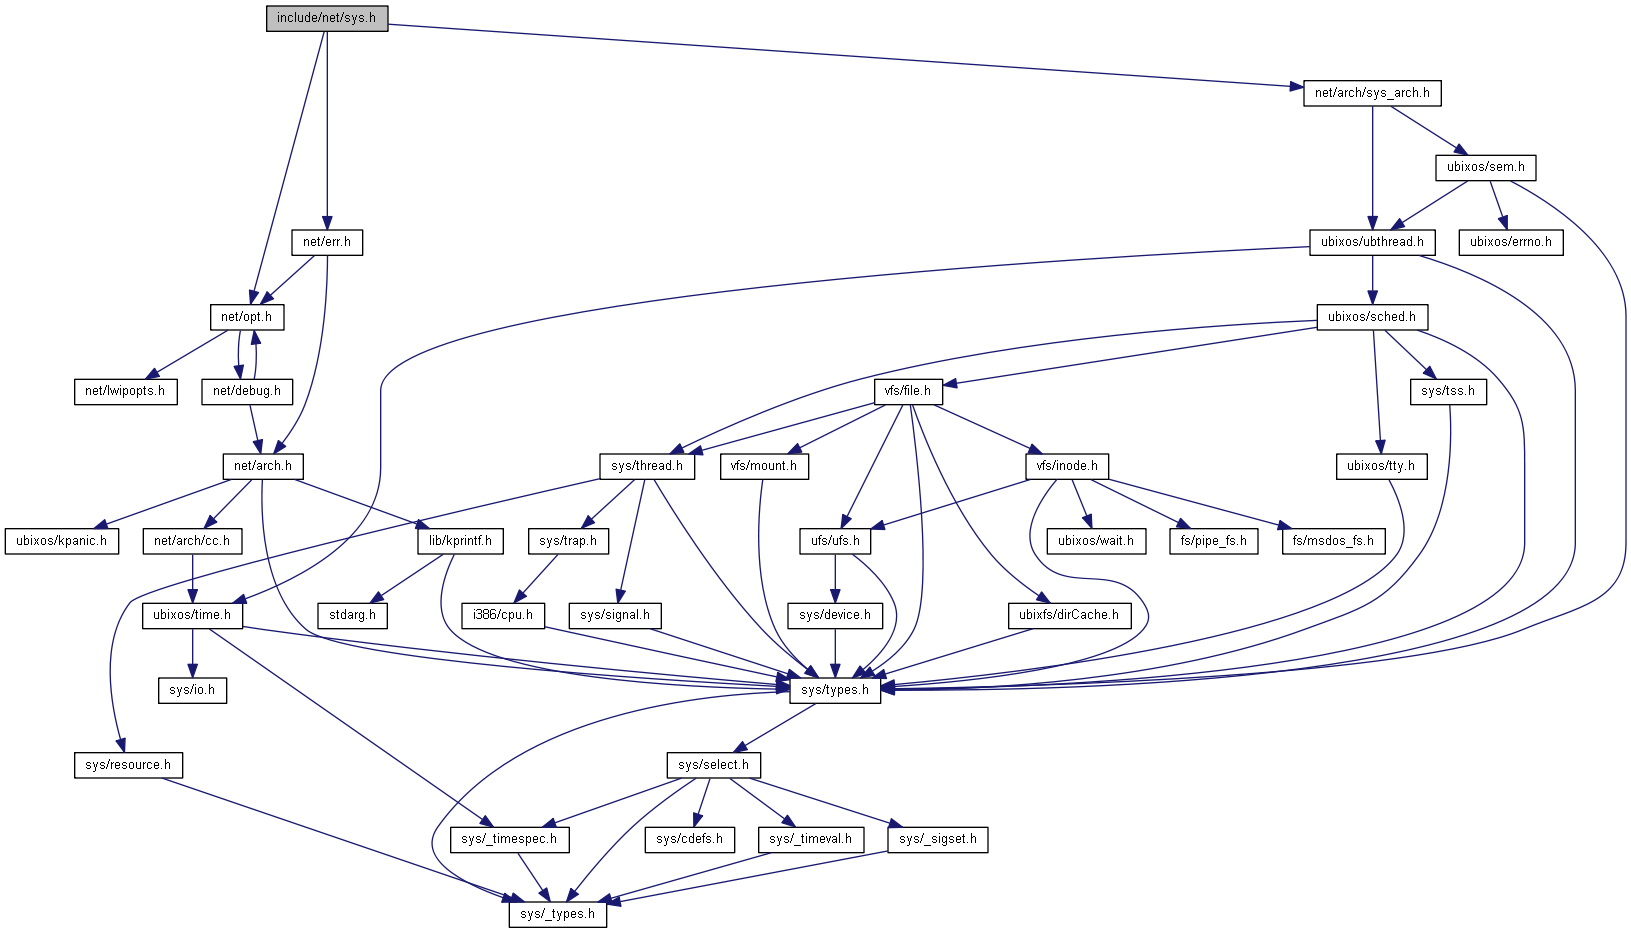 include/net/sys.h
net/arch/sys_arch.h
ubixos/sem.h
net/err.h
ubixos/ubthread.h
ubixos/errno.h
net/opt.h
ubixos/sched.h
net/lwipopts.h
net/debug.h
vfs/file.h
sys/tss.h
net/arch.h
sys/thread.h
vfs/mount.h
vfs/inode.h
ubixos/tty.h
ubixos/kpanic.h
net/arch/cc.h
lib/kprintf.h
sys/trap.h
ufs/ufs.h
ubixos/wait.h
fs/pipe_fs.h
fs/msdos_fs.h
ubixos/time.h
stdarg.h
i386/cpu.h
sys/signal.h
sys/device.h
ubixfs/dirCache.h
sys/io.h
sys/types.h
sys/resource.h
sys/select.h
sys/_timespec.h
sys/cdefs.h
sys/_timeval.h
sys/_sigset.h
sys/_types.h